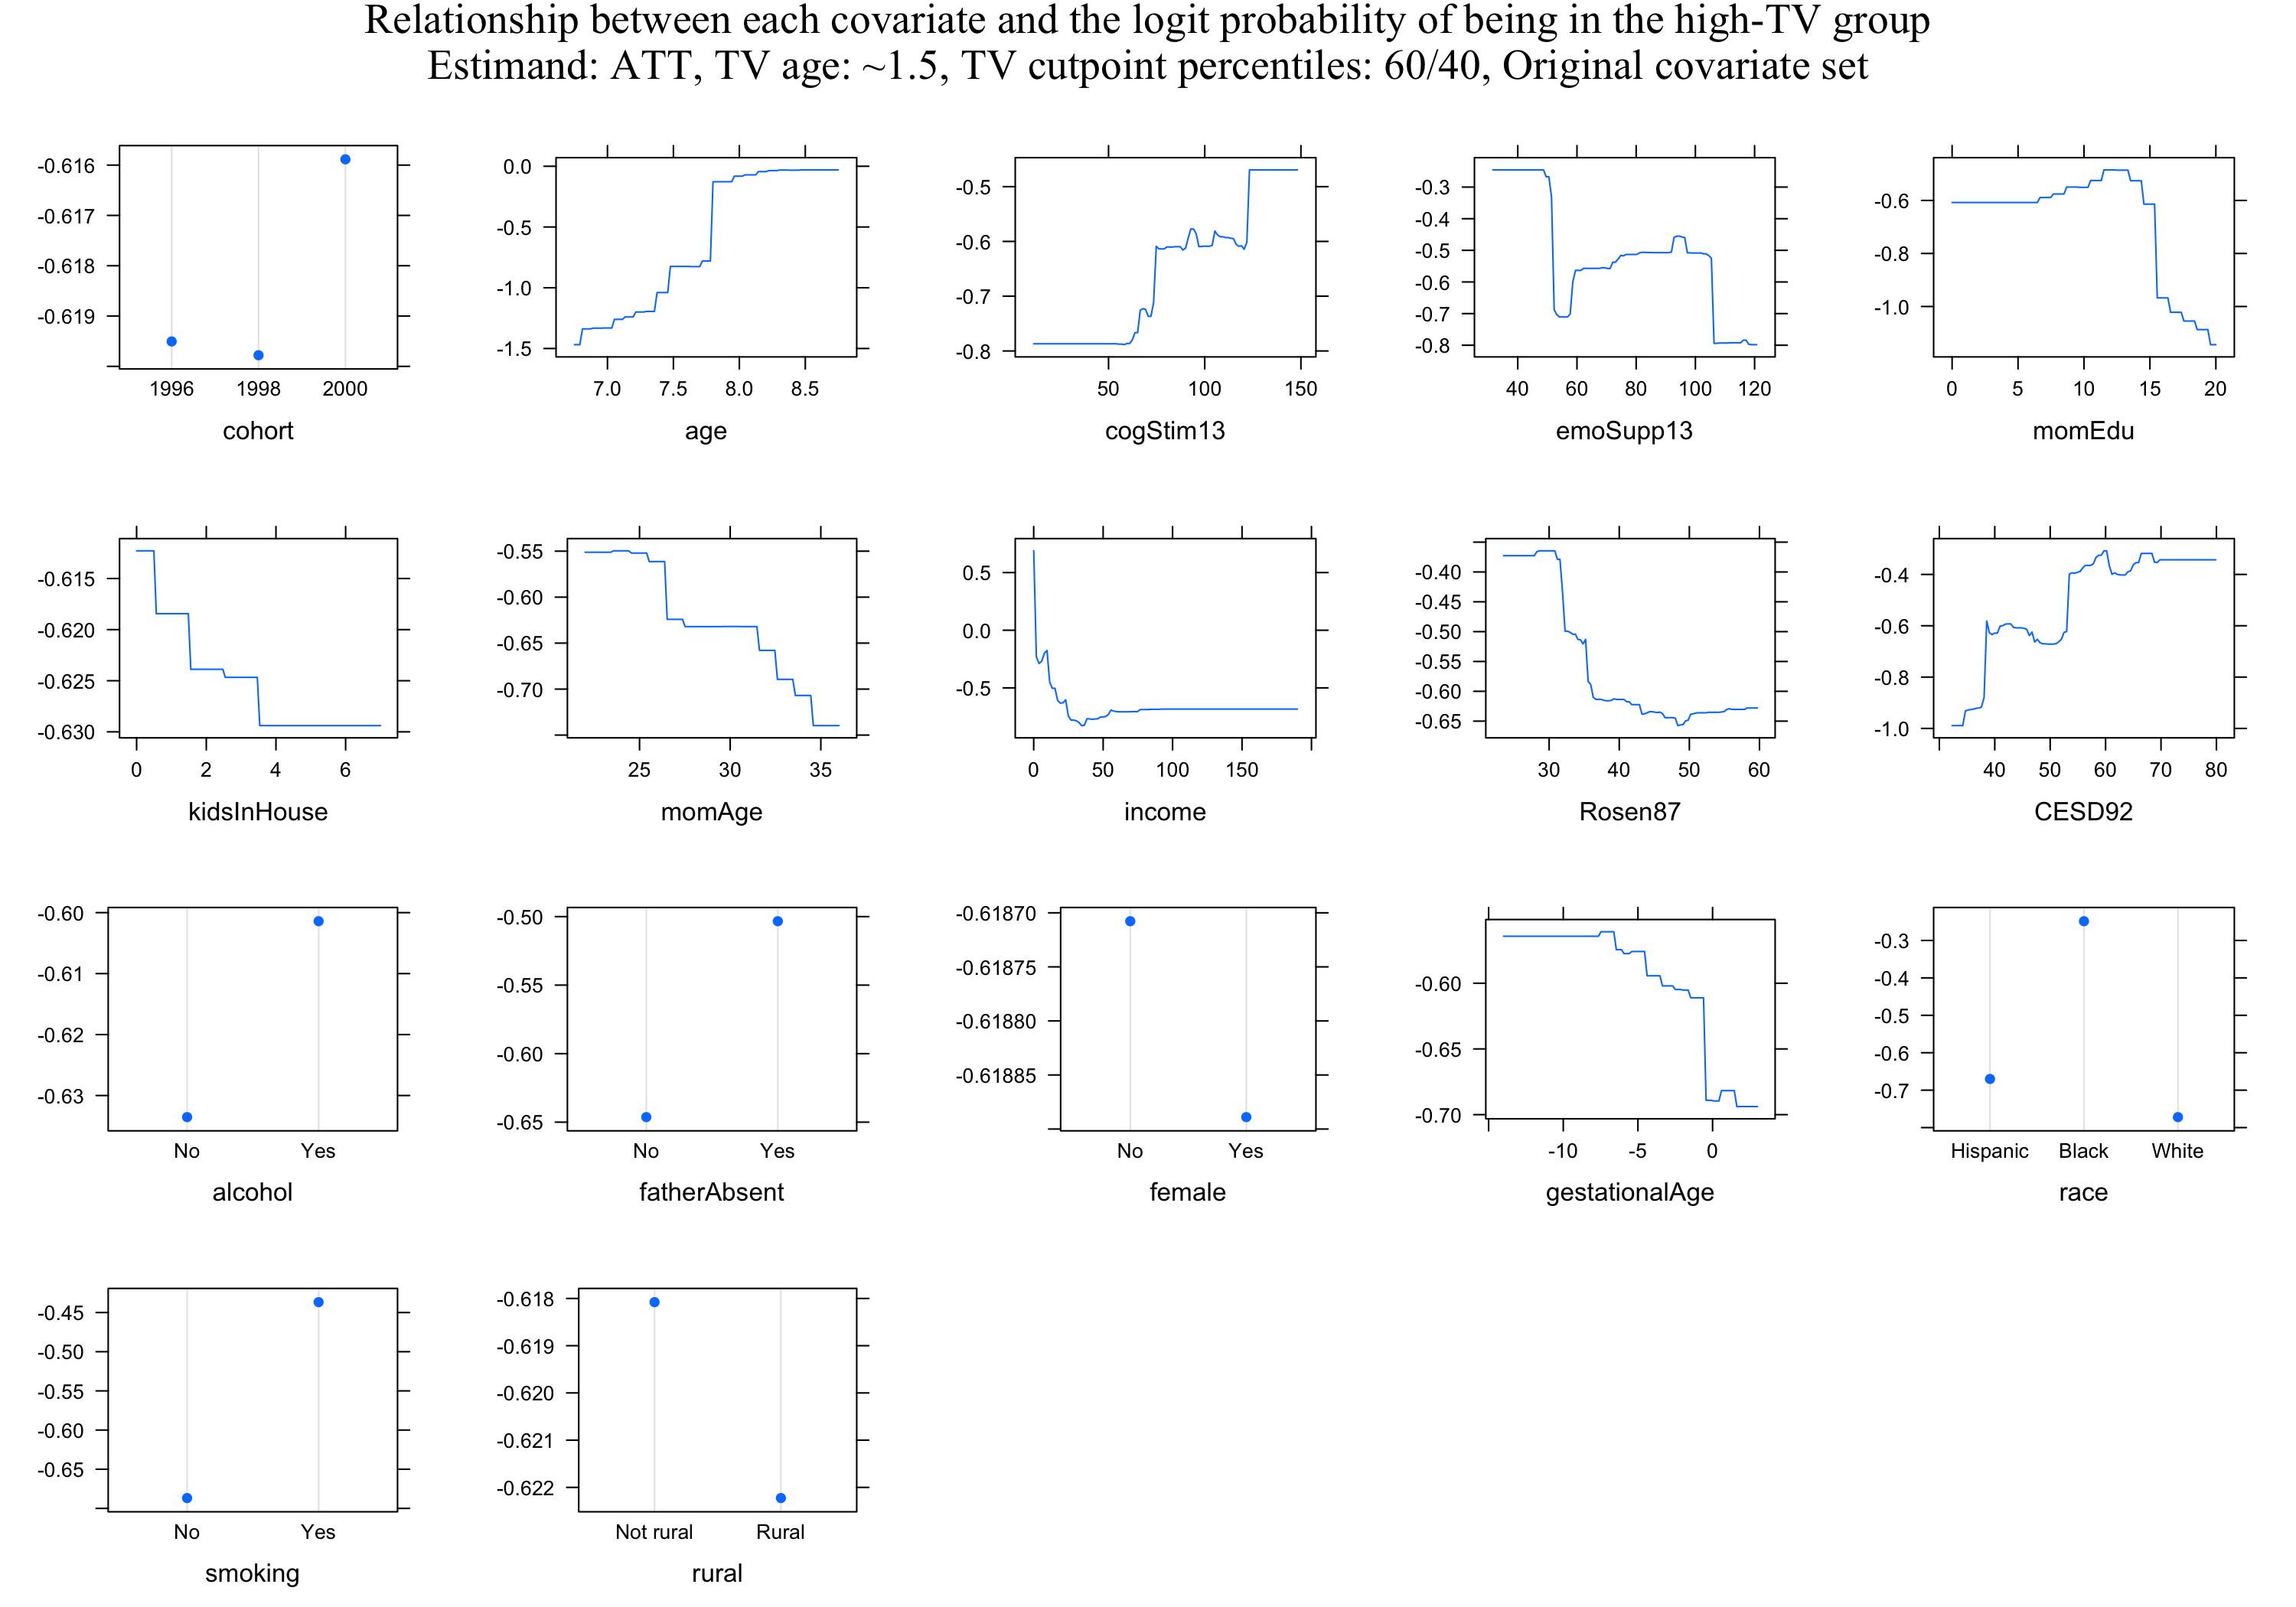 Relationship between each covariate and the logit probability of being in the high-TV group
Estimand: ATT, TV age: ~1.5, TV cutpoint percentiles: 60/40, Original covariate set
-0.616
-0.617
-0.618
-0.619
1996 1998 2000
cohort
0.0
-0.5
-1.0
-1.5
7.0 7.5 8.0 8.5
age
-0.5
-0.6
-0.7
-0.8
50 100 150
cogStim13
-0.3
-0.4
-0.5
-0.6
-0.7
-0.8
40 60 80 100 120
emoSupp13
-0.6
-0.8
-1.0
0 5 10 15 20
momEdu
-0.615
-0.620
-0.625
-0.630
0 2 4 6
kidsInHouse
-0.55
-0.60
-0.65
-0.70
25 30 35
momAge
0.5
0.0
-0.5
0 50 100 150
income
-0.40
-0.45
-0.50
-0.55
-0.60
-0.65
30 40 50 60
Rosen87
-0.4
-0.6
-0.8
-1.0
40 50 60 70 80
CESD92
-0.60
-0.61
-0.62
-0.63
No Yes
alcohol
-0.50
-0.55
-0.60
-0.65
No Yes
fatherAbsent
-0.61870
-0.61875
-0.61880
-0.61885
No Yes
female
-0.60
-0.65
-0.70
-10 -5 0
gestationalAge
-0.3
-0.4
-0.5
-0.6
-0.7
Hispanic Black White
race
-0.45
-0.50
-0.55
-0.60
-0.65
No Yes
smoking
-0.618
-0.619
-0.620
-0.621
-0.622
Not rural Rural
rural